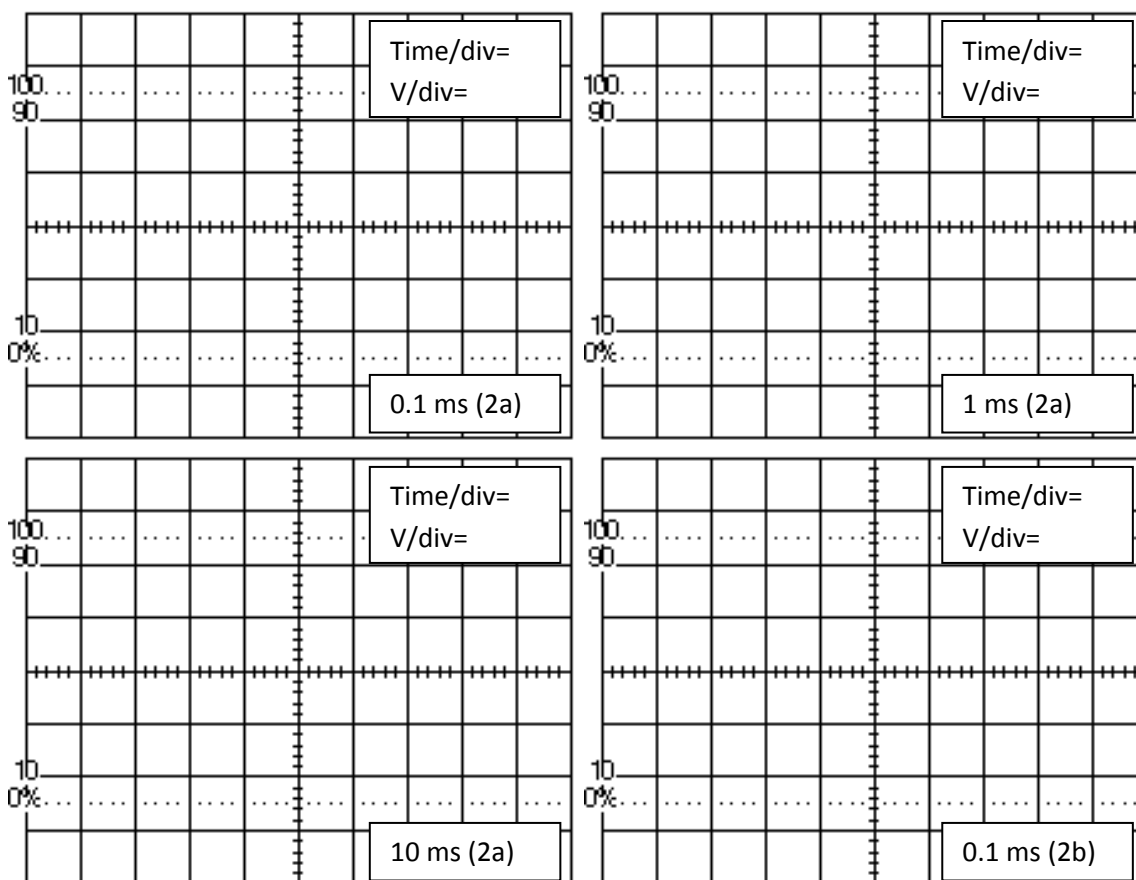 Time/div=
V/div=
100
90
10
0%
0.1 ms (2a)
Time/div=
V/div=
100
90
10
0%
1 ms (2a)
Time/div=
V/div=
100
90
10
0%
10 ms (2a)
Time/div=
V/div=
100
90
10
0%
0.1 ms (2b)